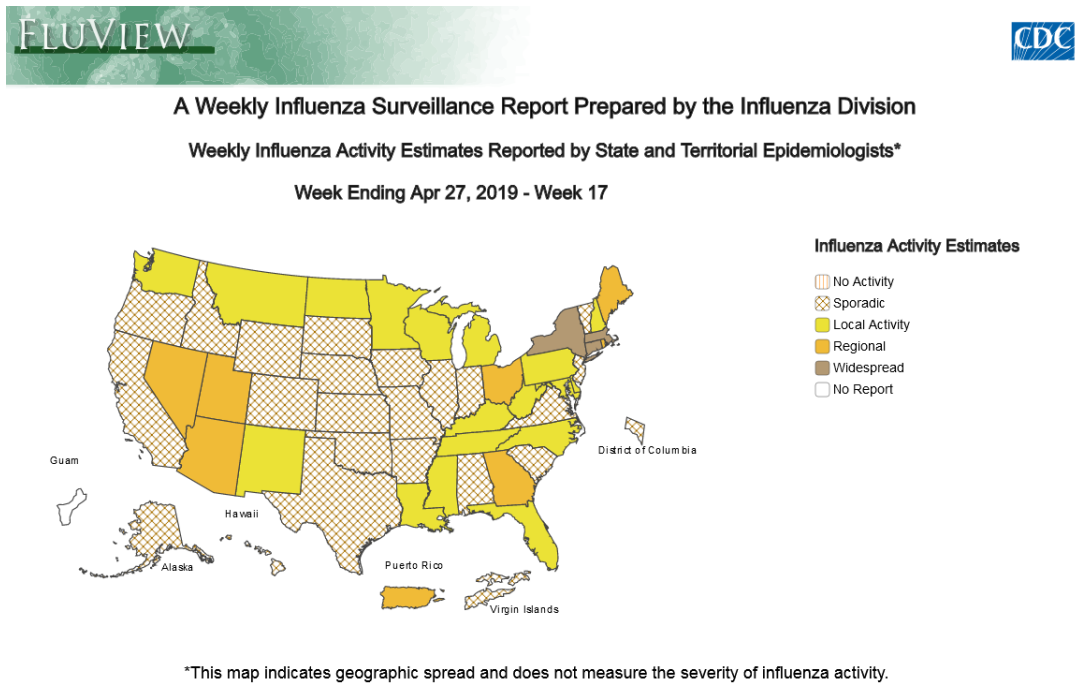 FLUVIEW
CDC
A Weekly Influenza Surveillance Report Prepared by the Influenza Division
Weekly Influenza Activity Estimates Reported by State and Territorial Epidemiologists*
Week Ending Apr 27, 2019 - Week 17
Influenza Activity Estimates
No Activity
Sporadic
Local Activity
Regional
Widespread
No Report
District of Columbia
Guam
Hawaii
Alaska
Puerto Rico
Virgin Islands
*This map indicates geographic spread and does not measure the severity of influenza activity.